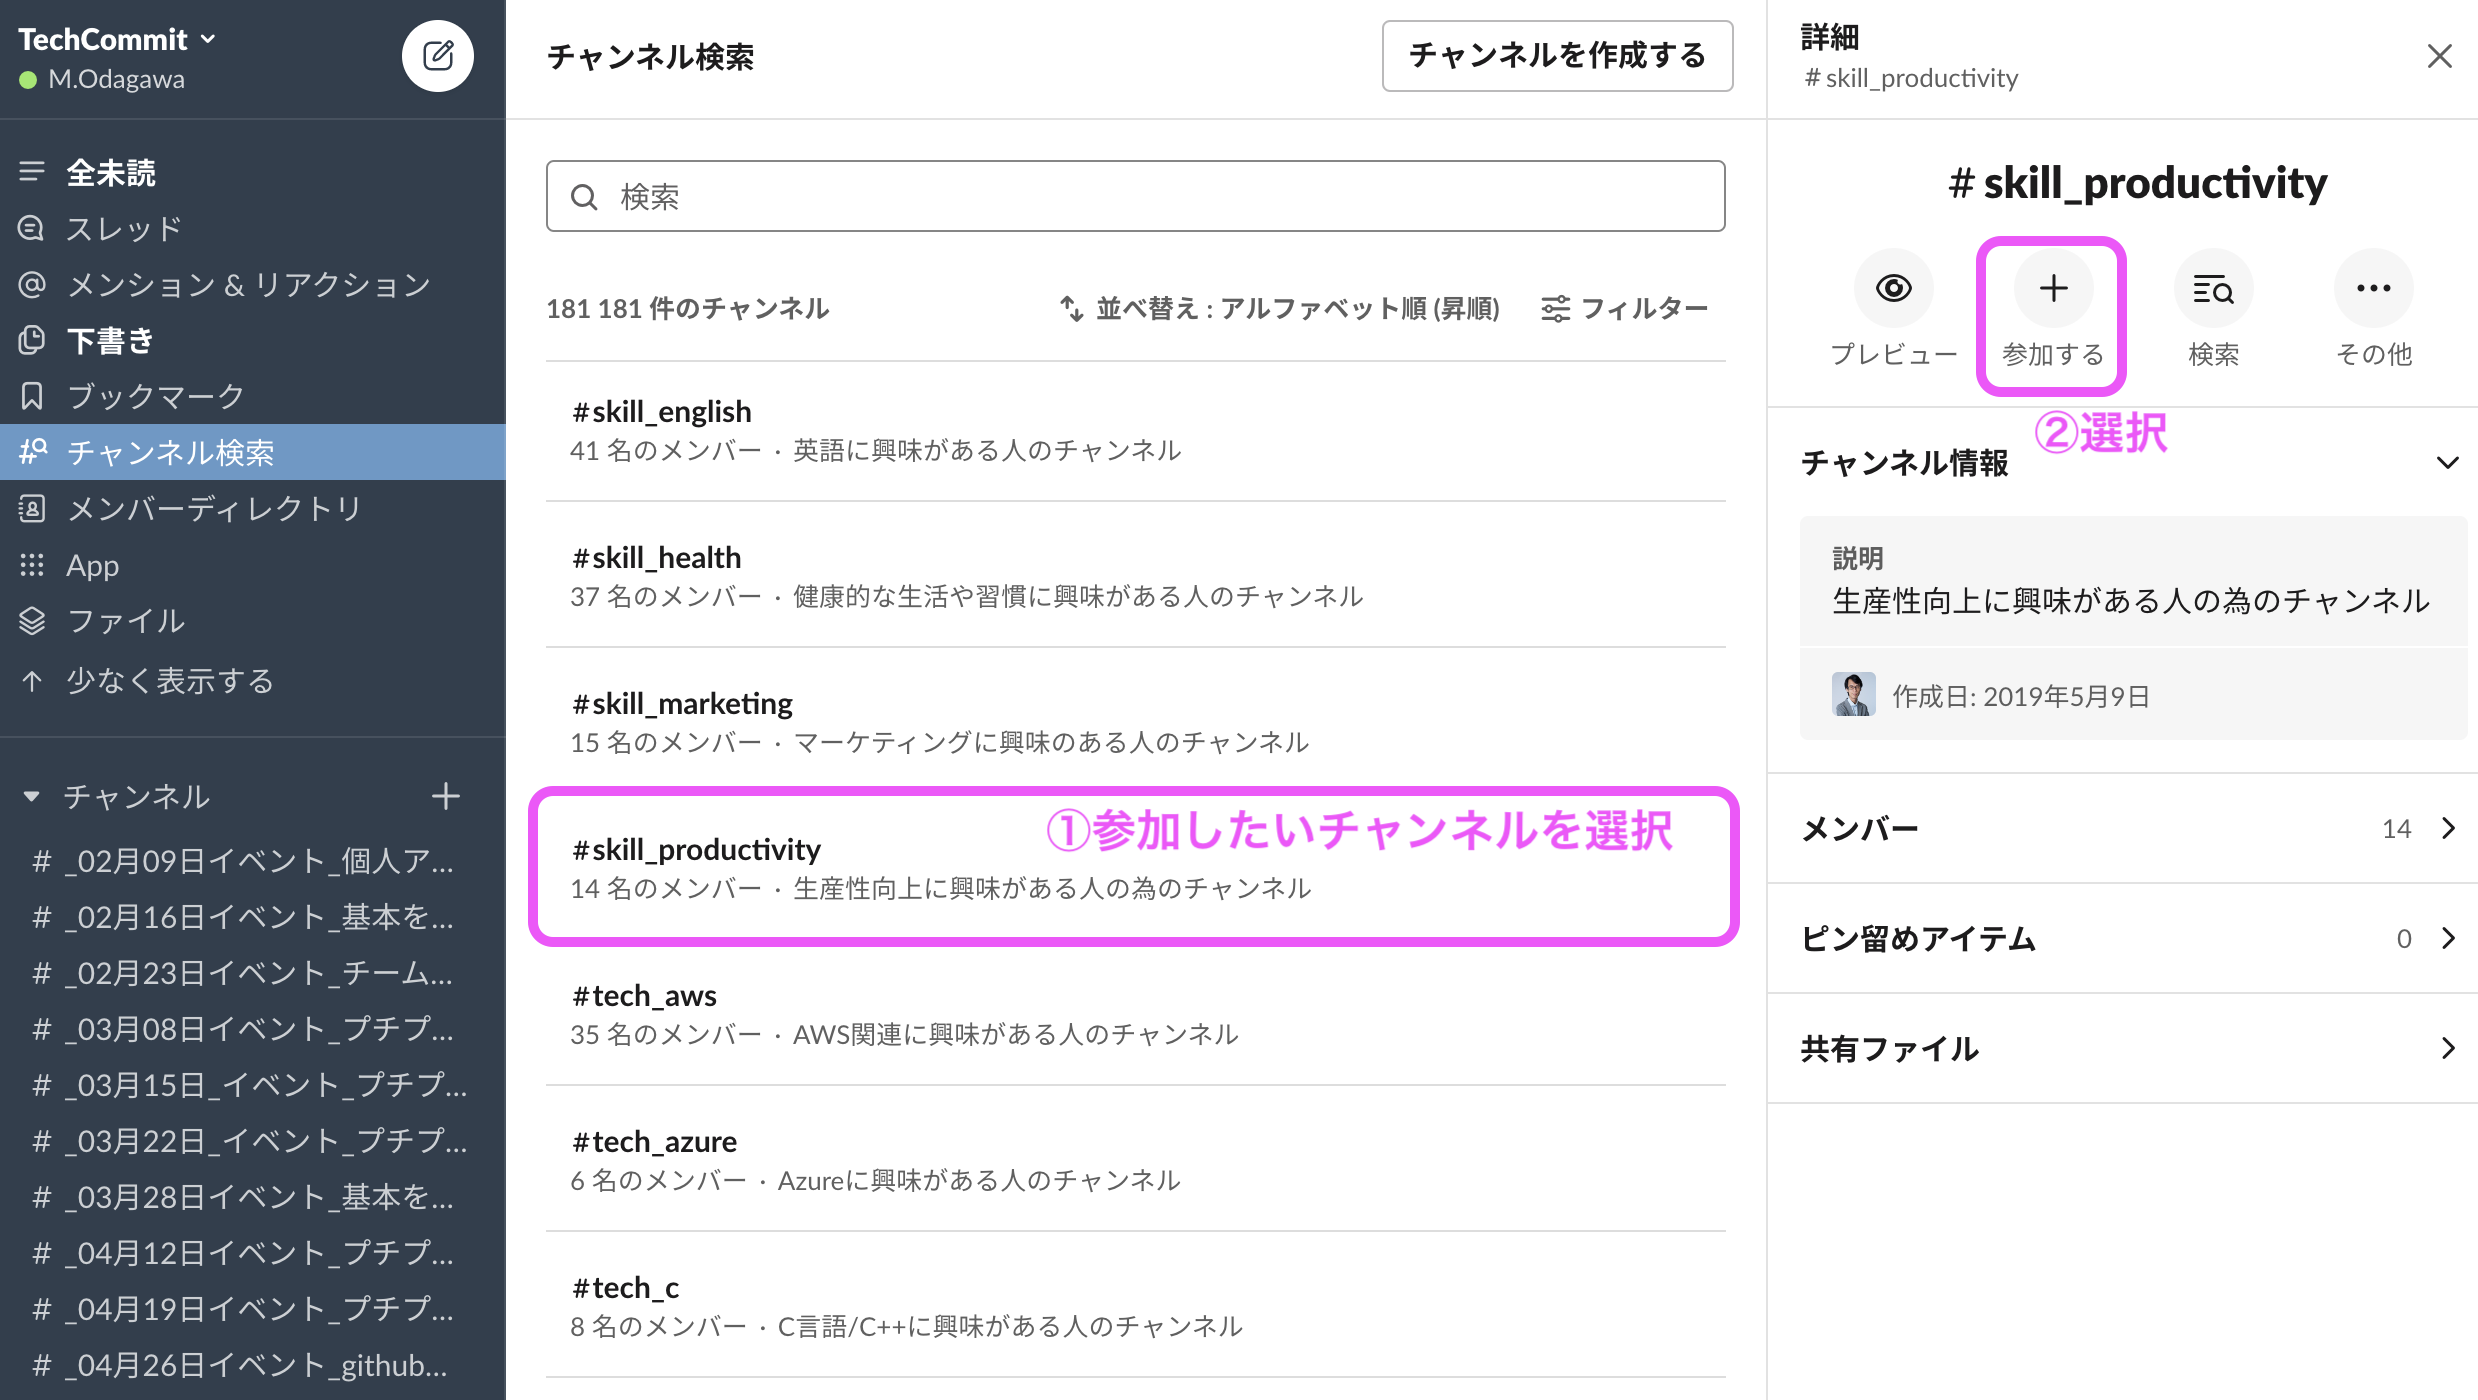 TechCommit
M.Odagawa
全未読
スレッド
メンション & リアクション
下書き
ブックマーク
チャンネル検索
メンバーディレクトリ
App
ファイル
少なく表示する
チャンネル
# _02月09日イベント_個人ア...
# _02月16日イベント_基本を...
# _02月23日イベント_チーム...
# _03月08日イベント_プチプ...
# _03月15日_イベント_プチプ...
# _03月22日_イベント_プチプ...
# _03月28日イベント_基本を...
# _04月12日イベント_プチプ...
# _04月19日イベント_プチプ...
# _04月26日イベント_github...
チャンネル検索
チャンネルを作成する
検索
181 181 件のチャンネル
並べ替え : アルファベット順 (昇順)
フィルター
#skill_english
41 名のメンバー · 英語に興味がある人のチャンネル
#skill_health
37 名のメンバー · 健康的な生活や習慣に興味がある人のチャンネル
#skill_marketing
15 名のメンバー · マーケティングに興味のある人のチャンネル
①参加したいチャンネルを選択
#skill_productivity
14 名のメンバー · 生産性向上に興味がある人の為のチャンネル
#tech_aws
35 名のメンバー · AWS関連に興味がある人のチャンネル
#tech_azure
6 名のメンバー · Azureに興味がある人のチャンネル
#tech_c
8 名のメンバー · C言語/C++に興味がある人のチャンネル
詳細
# skill_productivity
# skill_productivity
プレビュー
参加する
検索
その他
②選択
チャンネル情報
説明
生産性向上に興味がある人の為のチャンネル
作成日: 2019年5月9日
メンバー
14
ピン留めアイテム
0
共有ファイル